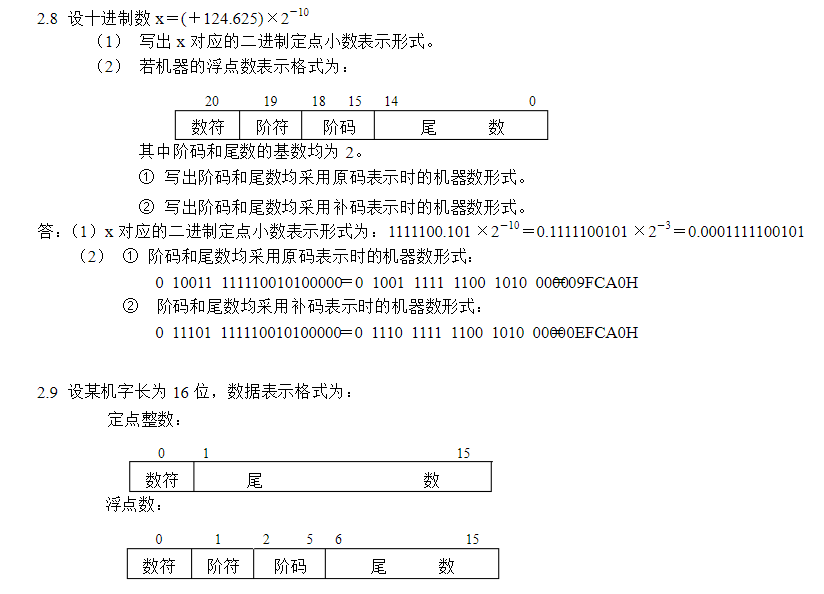 2.8 设十进制数 x＝(＋124.625)×2⁻¹⁰
（1） 写出 x 对应的二进制定点小数表示形式。
（2） 若机器的浮点数表示格式为：
20 19 18 15 14 0
数符 阶符 阶码 尾 数
其中阶码和尾数的基数均为 2。
① 写出阶码和尾数均采用原码表示时的机器数形式。
② 写出阶码和尾数均采用补码表示时的机器数形式。
答：（1）x 对应的二进制定点小数表示形式为：1111100.101×2⁻¹⁰＝0.1111100101×2⁻³＝0.0001111100101
（2） ① 阶码和尾数均采用原码表示时的机器数形式：
0 10011 111110010100000＝0 1001 1111 1100 1010 0000＝09FCA0H
② 阶码和尾数均采用补码表示时的机器数形式：
0 11101 111110010100000＝0 1110 1111 1100 1010 0000＝0EFCA0H
2.9 设某机字长为 16 位，数据表示格式为：
定点整数：
0 1 15
数符 尾 数
浮点数：
0 1 2 5 6 15
数符 阶符 阶码 尾 数